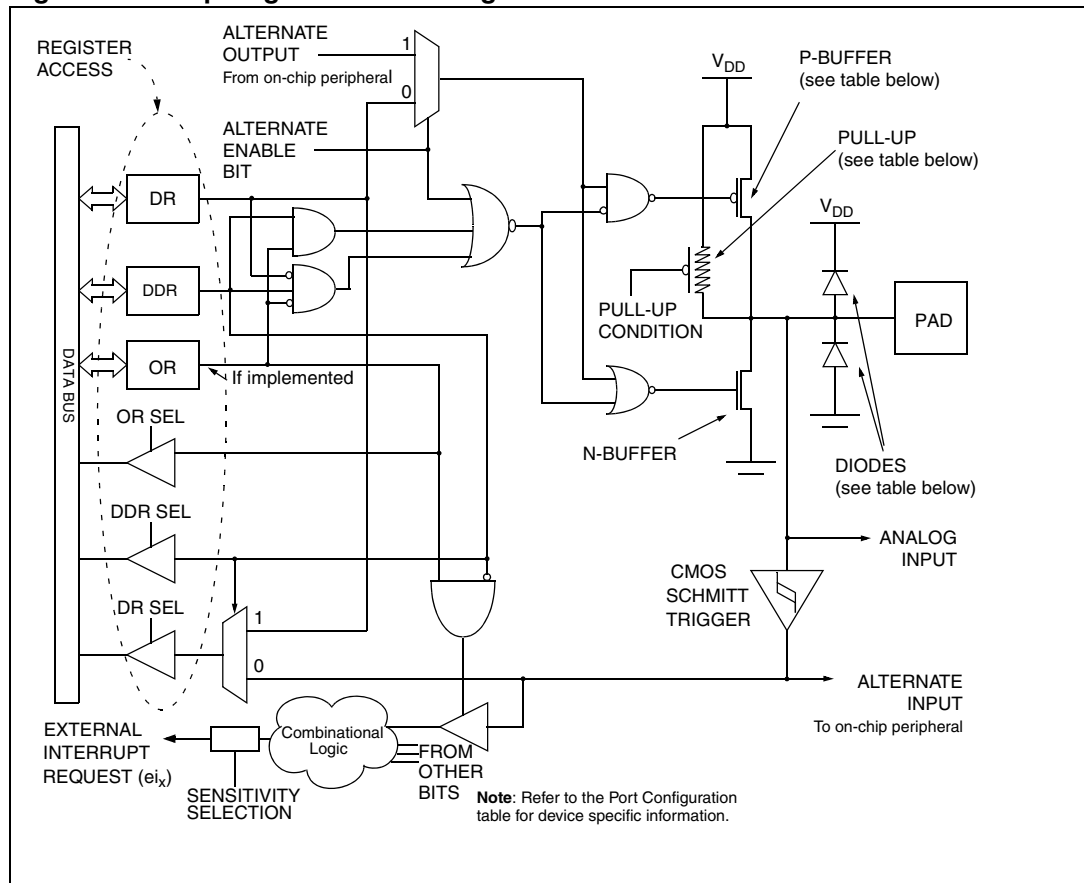 REGISTER
ACCESS
ALTERNATE
OUTPUT
From on-chip peripheral
1
0
ALTERNATE
ENABLE
BIT
VDD
P-BUFFER
(see table below)
PULL-UP
(see table below)
VDD
DR
DDR
OR
If implemented
PULL-UP
CONDITION
PAD
DATA BUS
OR SEL
N-BUFFER
DIODES
(see table below)
DDR SEL
ANALOG
INPUT
CMOS
SCHMITT
TRIGGER
DR SEL
1
0
ALTERNATE
INPUT
To on-chip peripheral
EXTERNAL
INTERRUPT
REQUEST (eix)
Combinational
Logic
SENSITIVITY
SELECTION
FROM
OTHER
BITS
Note: Refer to the Port Configuration
table for device specific information.